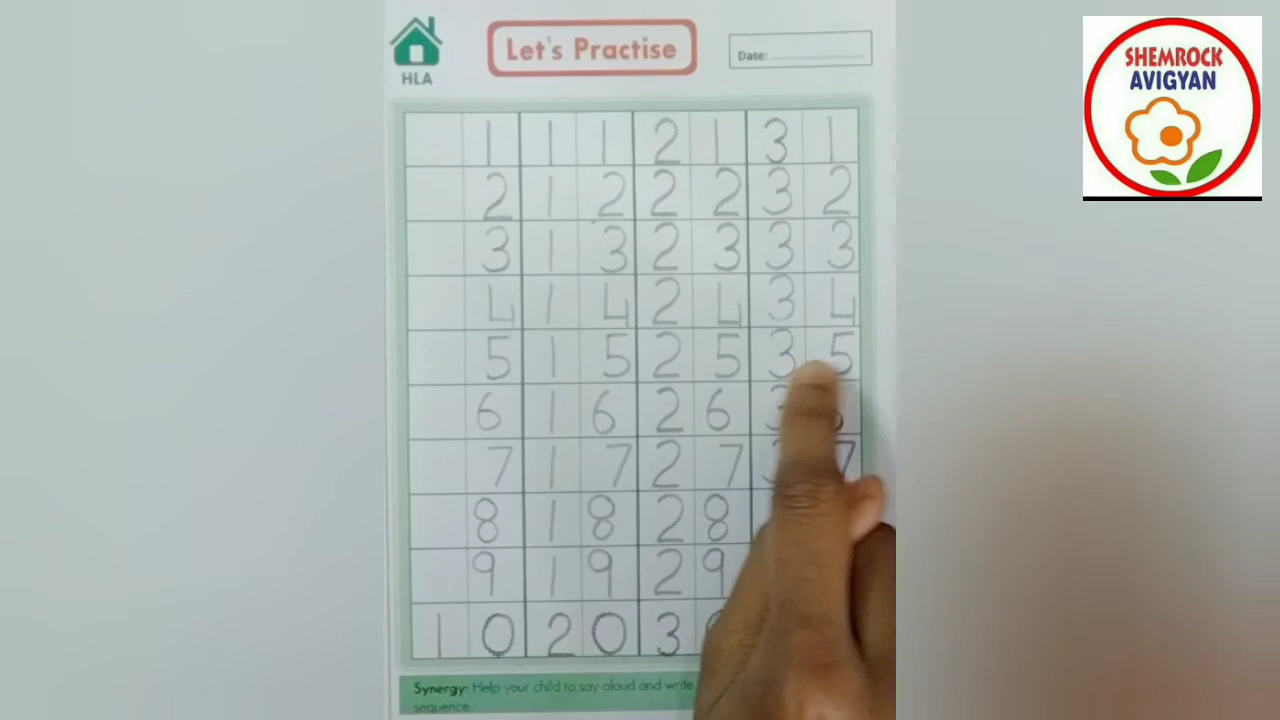 HLA
Let's Practise
Date:
SHEMROCK
AVIGYAN
1 1 1 2 1 3 1
2 1 2 2 2 3 2
3 1 3 2 3 3 3
4 1 4 2 4 3 4
5 1 5 2 5 3 5
6 1 6 2 6 3
7 1 7 2 7 7
8 1 8 2 8
9 1 9 2 9
1 0 2 0 3
Synergy: Help your child to say aloud and write
sequence.